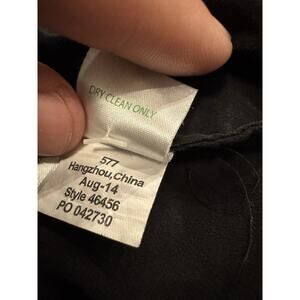 DRY CLEAN ONLY
577
Hangzhou,China
Aug-14
Style 46456
PO 042730